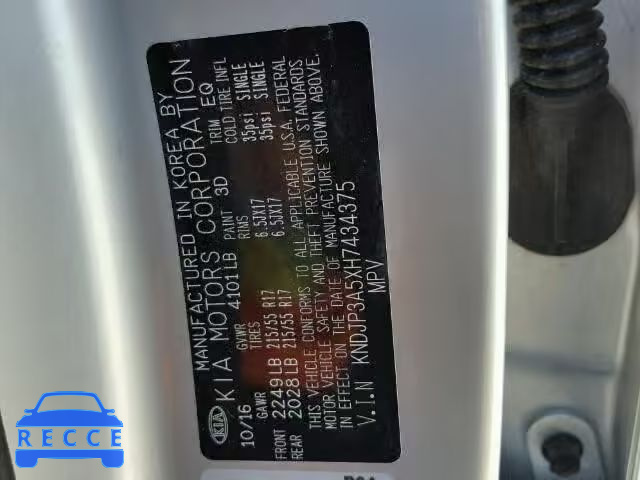 MANUFACTURED IN KOREA BY
KIA MOTORS CORPORATION
KIA
10/16 GVWR 4101LB PAINT 3D TRIM EQ
GAWR TIRES RIMS COLD TIRE INFL
FRONT 2249LB 215/55 R17 6.5JX17 35psi SINGLE
REAR 2028LB 215/55 R17 6.5JX17 35psi SINGLE
THIS VEHICLE CONFORMS TO ALL APPLICABLE U.S.A. FEDERAL
MOTOR VEHICLE SAFETY AND THEFT PREVENTION STANDARDS
IN EFFECT ON THE DATE OF MANUFACTURE SHOWN ABOVE.
V.I.N KNDJP3A5XH7434375
MPV
RECCE